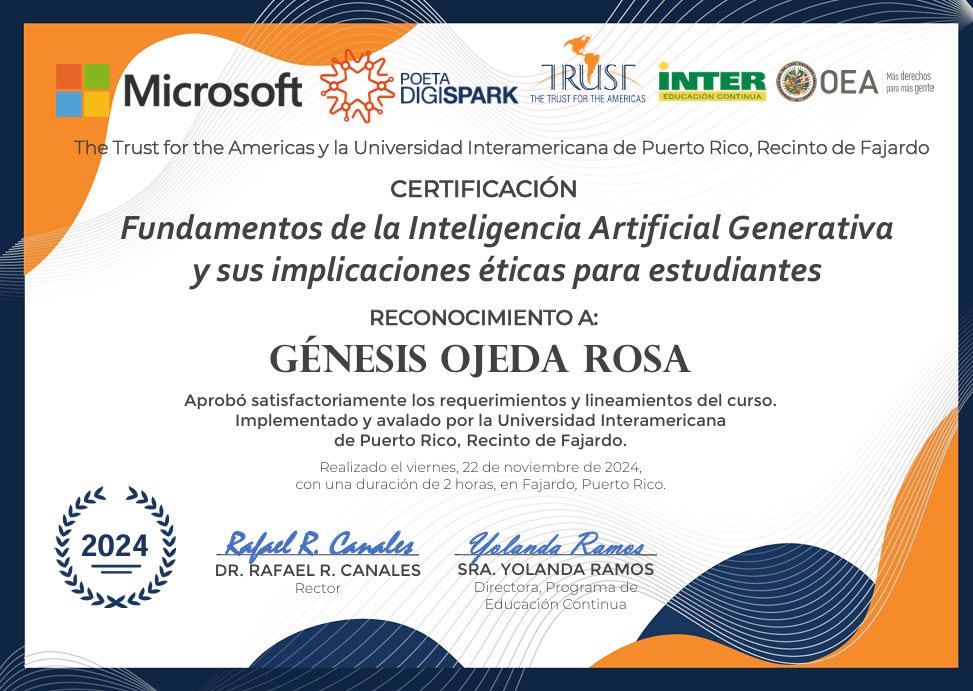 Microsoft
POETA
DIGISPARK
TRUST
THE TRUST FOR THE AMERICAS
INTER
EDUCACIÓN CONTINUA
OEA
Más derechos
para más gente
The Trust for the Americas y la Universidad Interamericana de Puerto Rico, Recinto de Fajardo
CERTIFICACIÓN
Fundamentos de la Inteligencia Artificial Generativa
y sus implicaciones éticas para estudiantes
RECONOCIMIENTO A:
GÉNESIS OJEDA ROSA
Aprobó satisfactoriamente los requerimientos y lineamientos del curso.
Implementado y avalado por la Universidad Interamericana
de Puerto Rico, Recinto de Fajardo.
Realizado el viernes, 22 de noviembre de 2024,
con una duración de 2 horas, en Fajardo, Puerto Rico.
2024
Rafael R. Canales
DR. RAFAEL R. CANALES
Rector
Yolanda Ramos
SRA. YOLANDA RAMOS
Directora, Programa de
Educación Continua